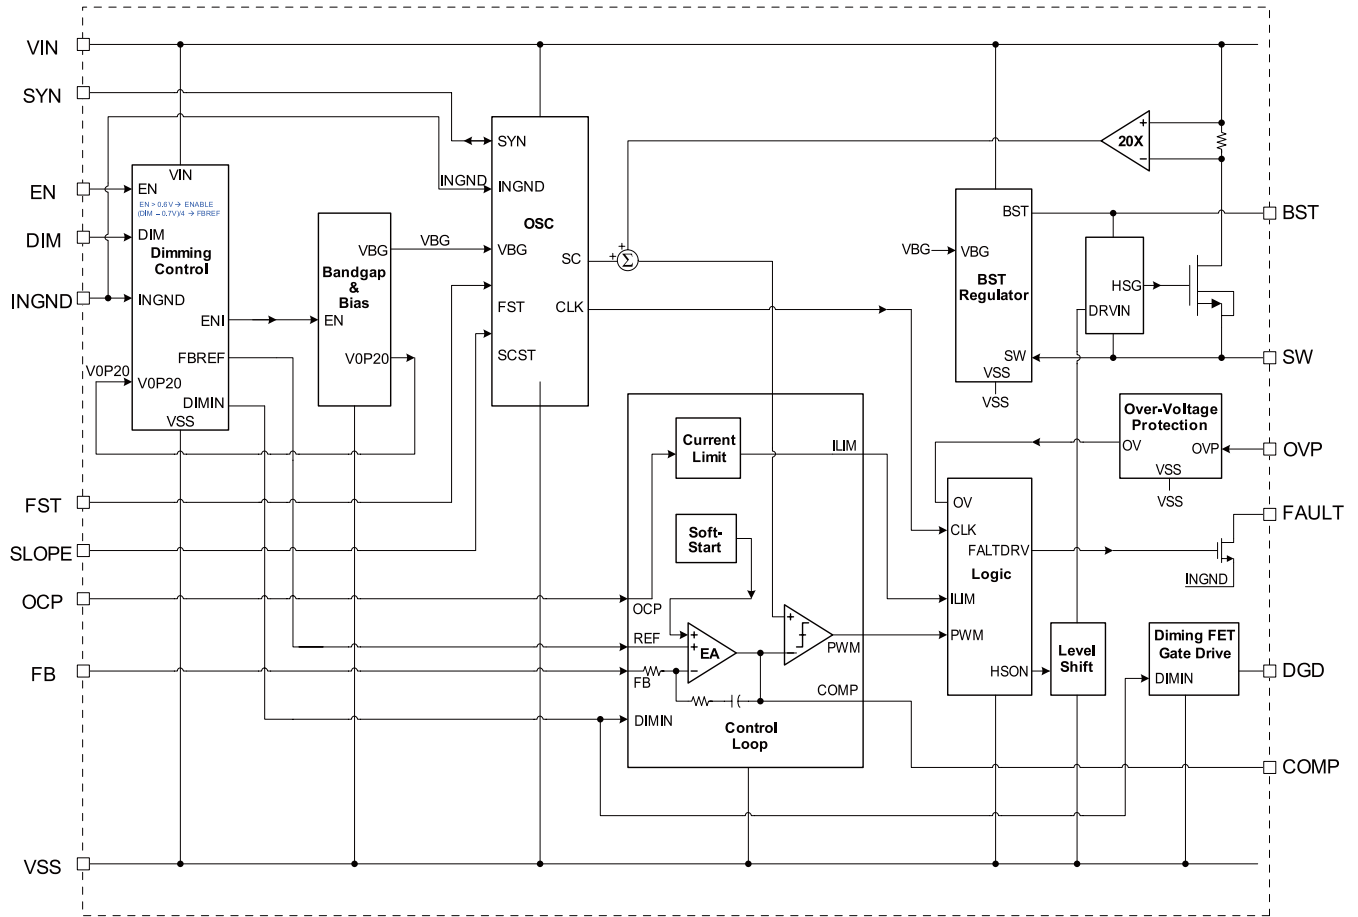 VIN
SYN
EN
DIM
INGND
FST
SLOPE
OCP
FB
VSS
VIN
EN
EN > 0.6V → ENABLE
(DIM – 0.7V)/4 → FBREF
DIM
Dimming
Control
INGND
ENI
FBREF
V0P20
V0P20
DIMIN
VSS
VBG
Bandgap
&
Bias
EN
V0P20
VBG
INGND
SYN
INGND
OSC
VBG
SC
FST
CLK
SCST
+
+
Σ
20X
+
–
BST
VBG
VBG
BST
Regulator
SW
VSS
VSS
HSG
DRVIN
Over-Voltage
Protection
OV
OVP
VSS
VSS
Current
Limit
ILIM
Soft-
Start
OCP
REF
+
+
–
EA
FB
+
–
PWM
COMP
DIMIN
Control
Loop
OV
CLK
FALTDRV
Logic
ILIM
PWM
HSON
Level
Shift
INGND
Diming FET
Gate Drive
DIMIN
BST
SW
OVP
FAULT
DGD
COMP